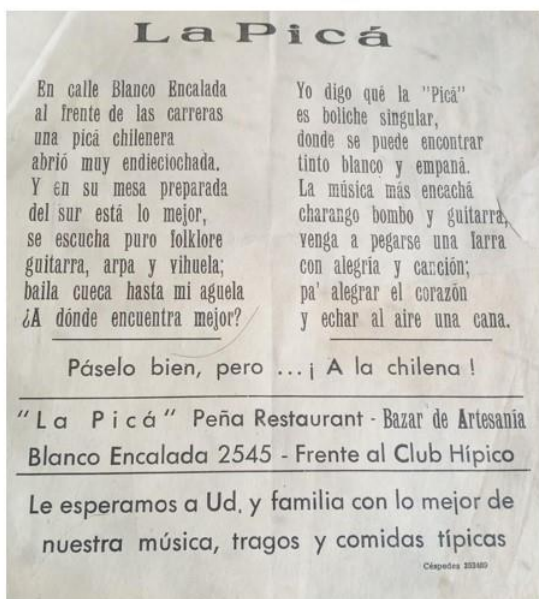 La Picá
En calle Blanco Encalada
al frente de las carreras
una picá chilenera
abrió muy endieciochada.
Y en su mesa preparada
del sur está lo mejor,
se escucha puro folklore
guitarra, arpa y vihuela;
baila cueca hasta mi aguela
¿A dónde encuentra mejor?
Yo digo qué la "Picá"
es boliche singular,
donde se puede encontrar
tinto blanco y empaná.
La música más encachá
charango bombo y guitarra,
venga a pegarse una farra
con alegría y canción;
pa' alegrar el corazón
y echar al aire una cana.
Páselo bien, pero ...¡ A la chilena !
"La Picá" Peña Restaurant - Bazar de Artesanía
Blanco Encalada 2545 - Frente al Club Hípico
Le esperamos a Ud. y familia con lo mejor de
nuestra música, tragos y comidas típicas
Céspedes